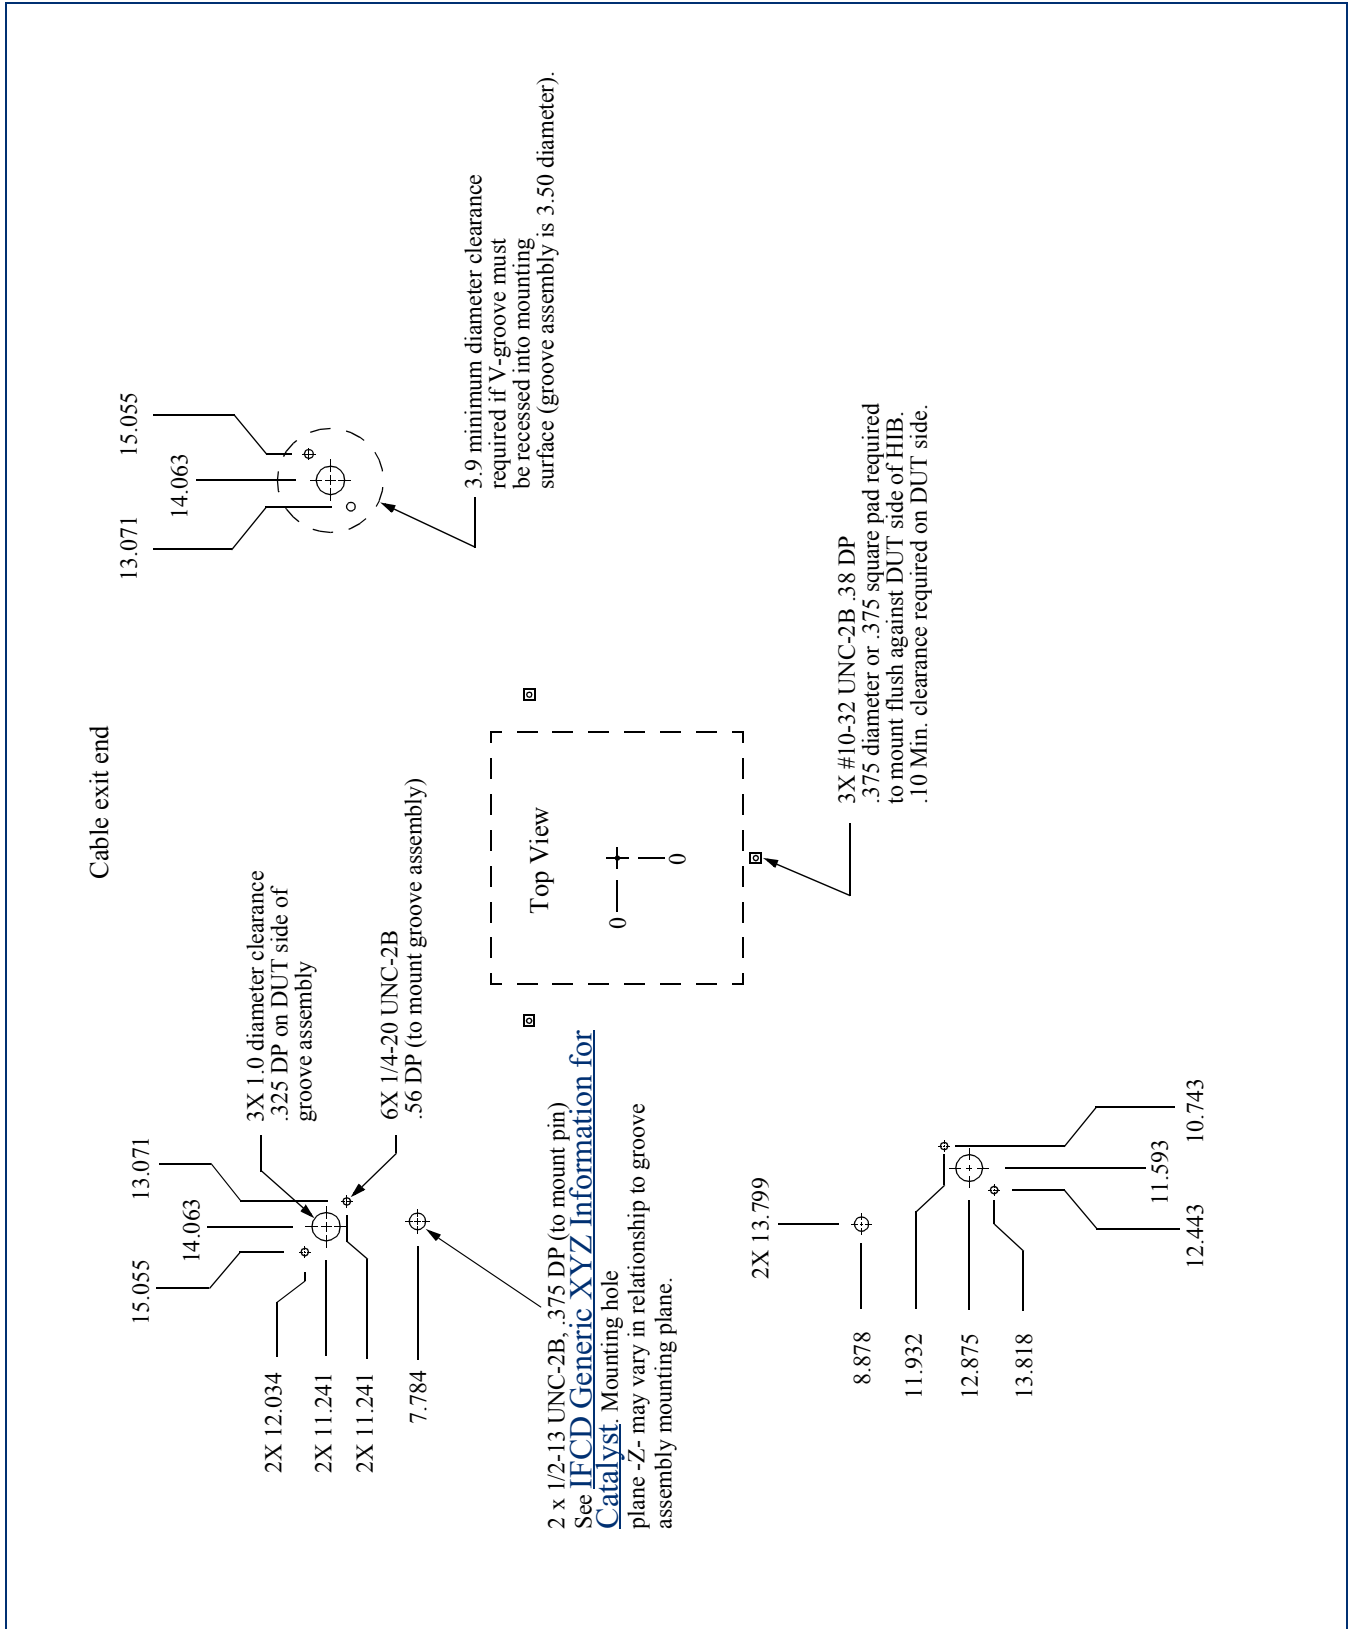 Cable exit end
15.055
14.063
13.071
3X 1.0 diameter clearance
.325 DP on DUT side of
groove assembly
6X 1/4-20 UNC-2B
.56 DP (to mount groove assembly)
2X 12.034
2X 11.241
2X 11.241
7.784
2 x 1/2-13 UNC-2B, .375 DP (to mount pin)
See IFCD Generic XYZ Information for
Catalyst. Mounting hole
plane -Z- may vary in relationship to groove
assembly mounting plane.
Top View
0
0
13.071
14.063
15.055
3.9 minimum diameter clearance
required if V-groove must
be recessed into mounting
surface (groove assembly is 3.50 diameter).
3X #10-32 UNC-2B .38 DP
.375 diameter or .375 square pad required
to mount flush against DUT side of HIB.
.10 Min. clearance required on DUT side.
2X 13.799
8.878
11.932
12.875
13.818
12.443
11.593
10.743